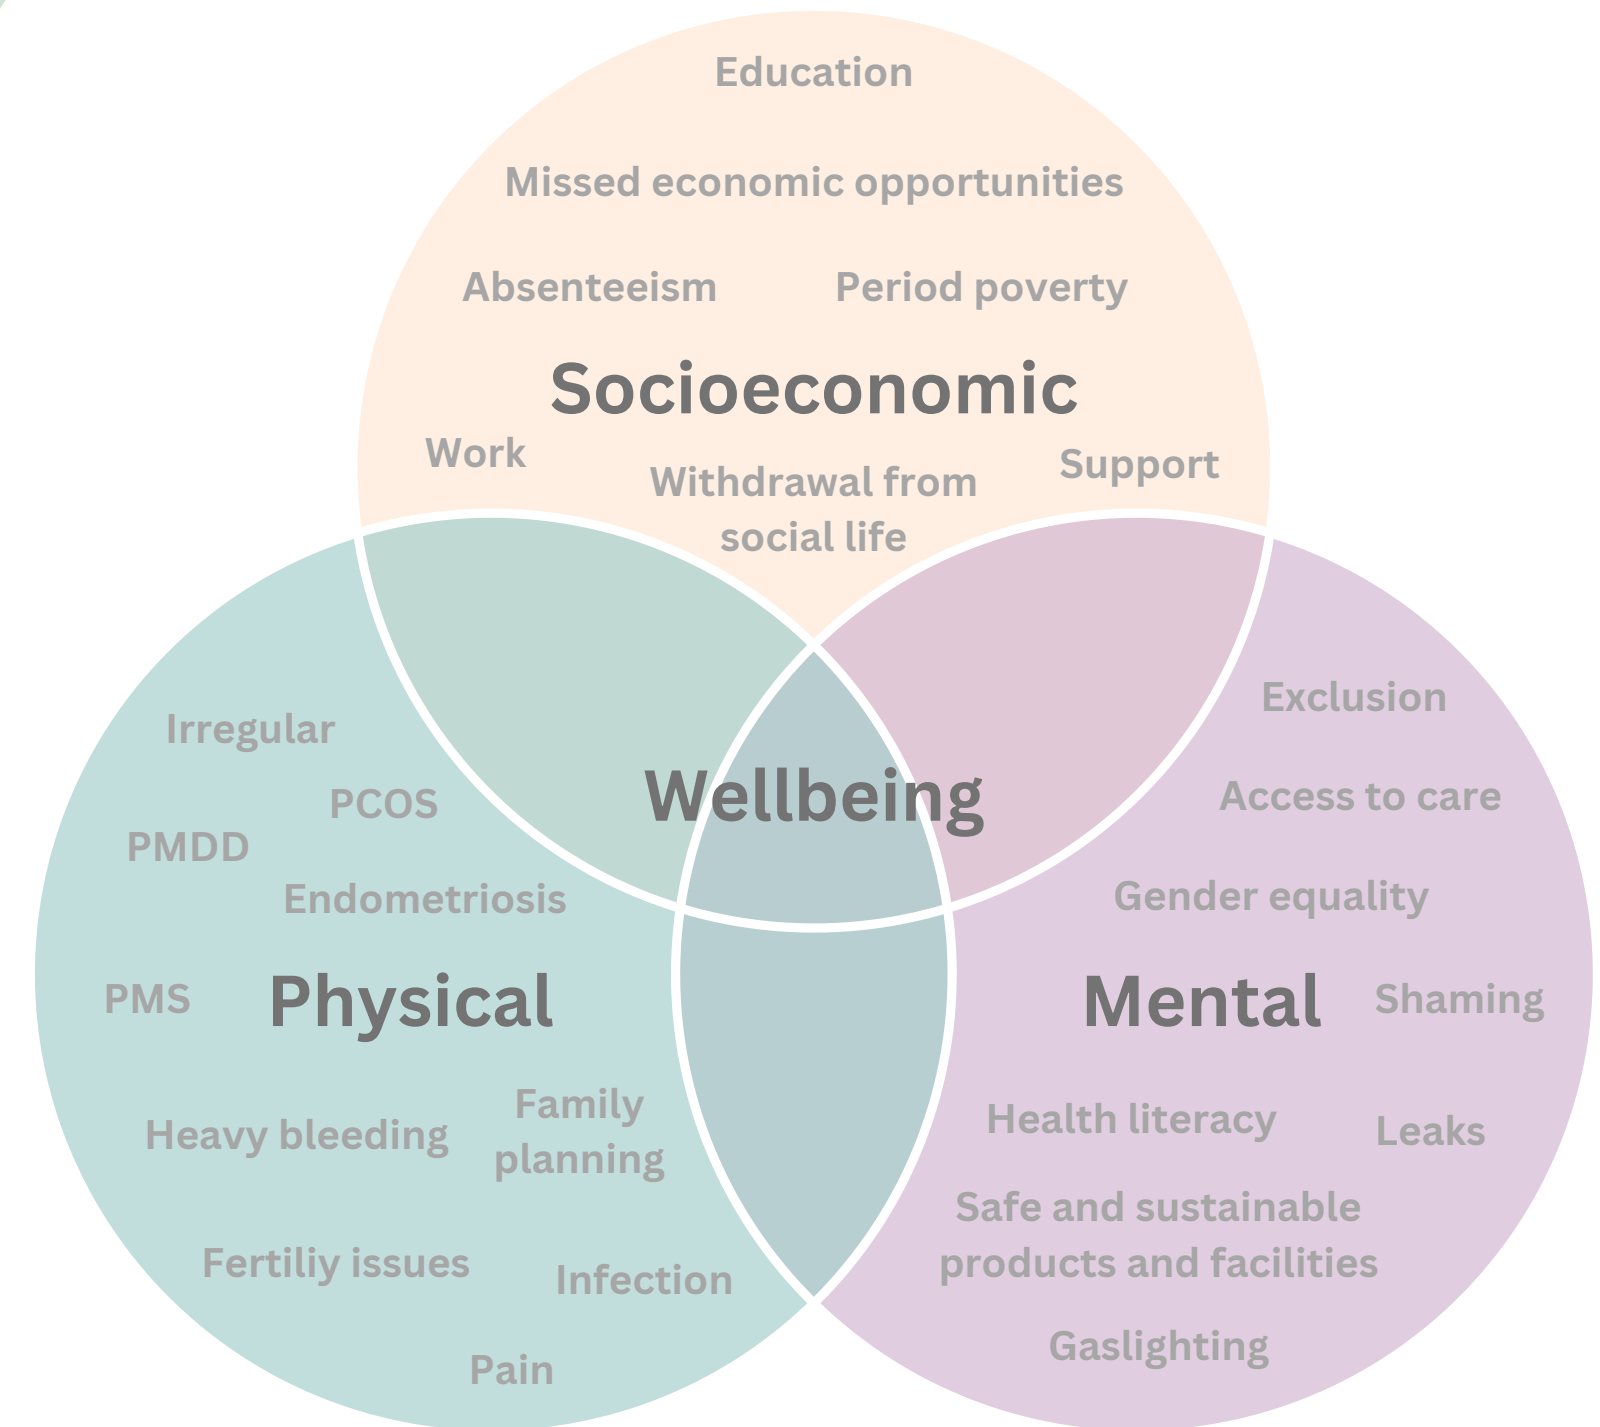 Education
Missed economic opportunities
Absenteeism
Period poverty
Socioeconomic
Work
Withdrawal from
social life
Support
Irregular
PCOS
PMDD
Endometriosis
PMS
Physical
Heavy bleeding
Family
planning
Fertiliy issues
Infection
Pain
Wellbeing
Exclusion
Access to care
Gender equality
Mental
Shaming
Health literacy
Leaks
Safe and sustainable
products and facilities
Gaslighting